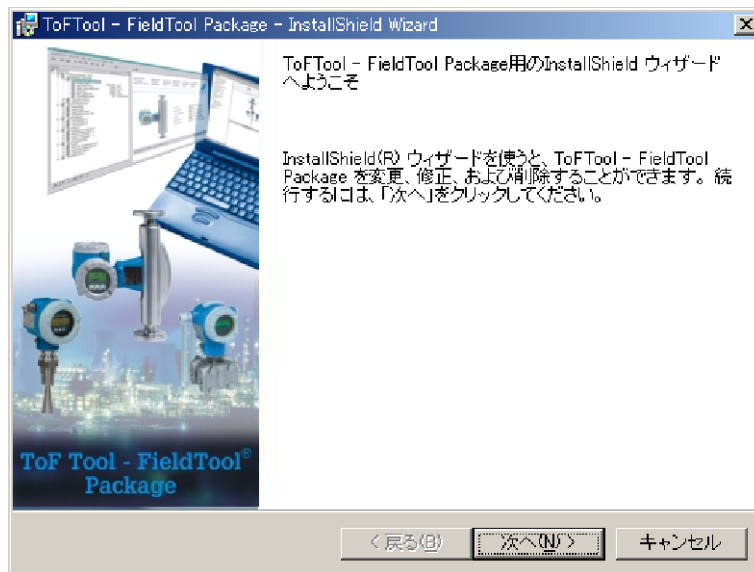 ToFTool - FieldTool Package - InstallShield Wizard
ToFTool - FieldTool Package用のInstallShield ウィザード
へようこそ
InstallShield(R) ウィザードを使うと、ToFTool - FieldTool
Package を変更、修正、および削除することができます。続
行するには、「次へ」をクリックしてください。
ToF Tool - FieldTool®
Package
< 戻る(B)
次へ(N) >
キャンセル